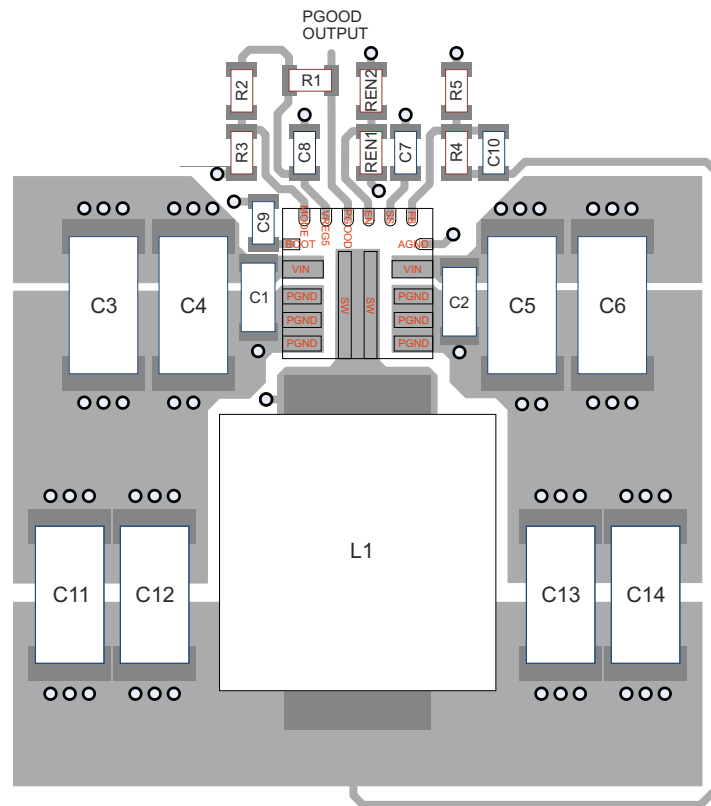 PGOOD
OUTPUT
R2
R1
REN2
R5
R3
C8
REN1
C7
R4
C10
C9
MODE
VREG5
PGOOD
EN
SS
FB
BOOT
AGND
VIN
VIN
C3
C4
C1
PGND
PGND
PGND
SW
SW
PGND
PGND
PGND
C2
C5
C6
L1
C11
C12
C13
C14